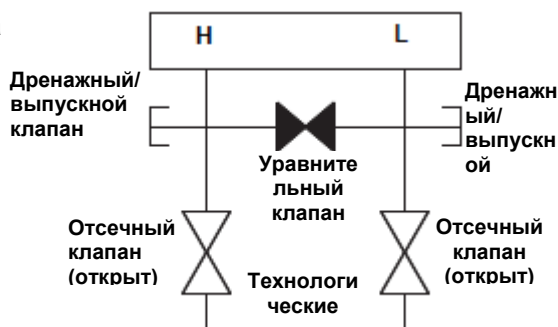 H L
Дренажный/
выпускной
клапан
Дренажн
ый/
выпускн
ой
Уравните
льный
клапан
Отсечный
клапан
(открыт)
Отсечный
клапан
(открыт)
Технологи
ческие